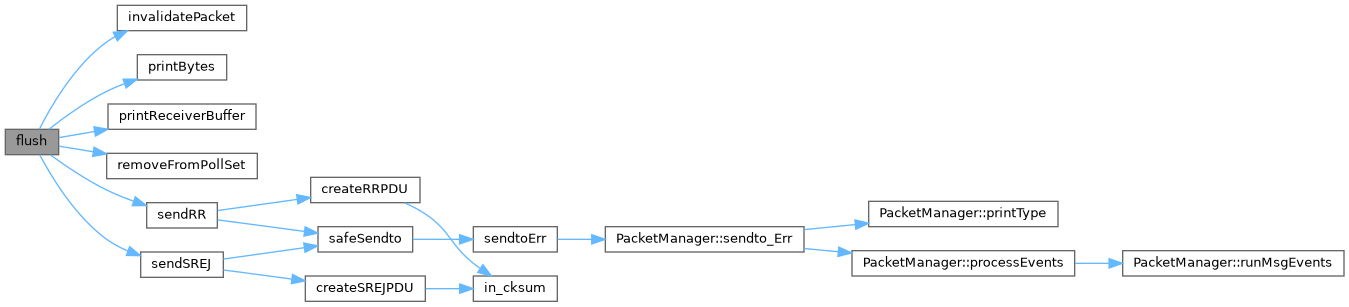 flush
invalidatePacket
printBytes
printReceiverBuffer
removeFromPollSet
sendRR
sendSREJ
createRRPDU
safeSendto
createSREJPDU
sendtoErr
in_cksum
PacketManager::sendto_Err
PacketManager::printType
PacketManager::processEvents
PacketManager::runMsgEvents